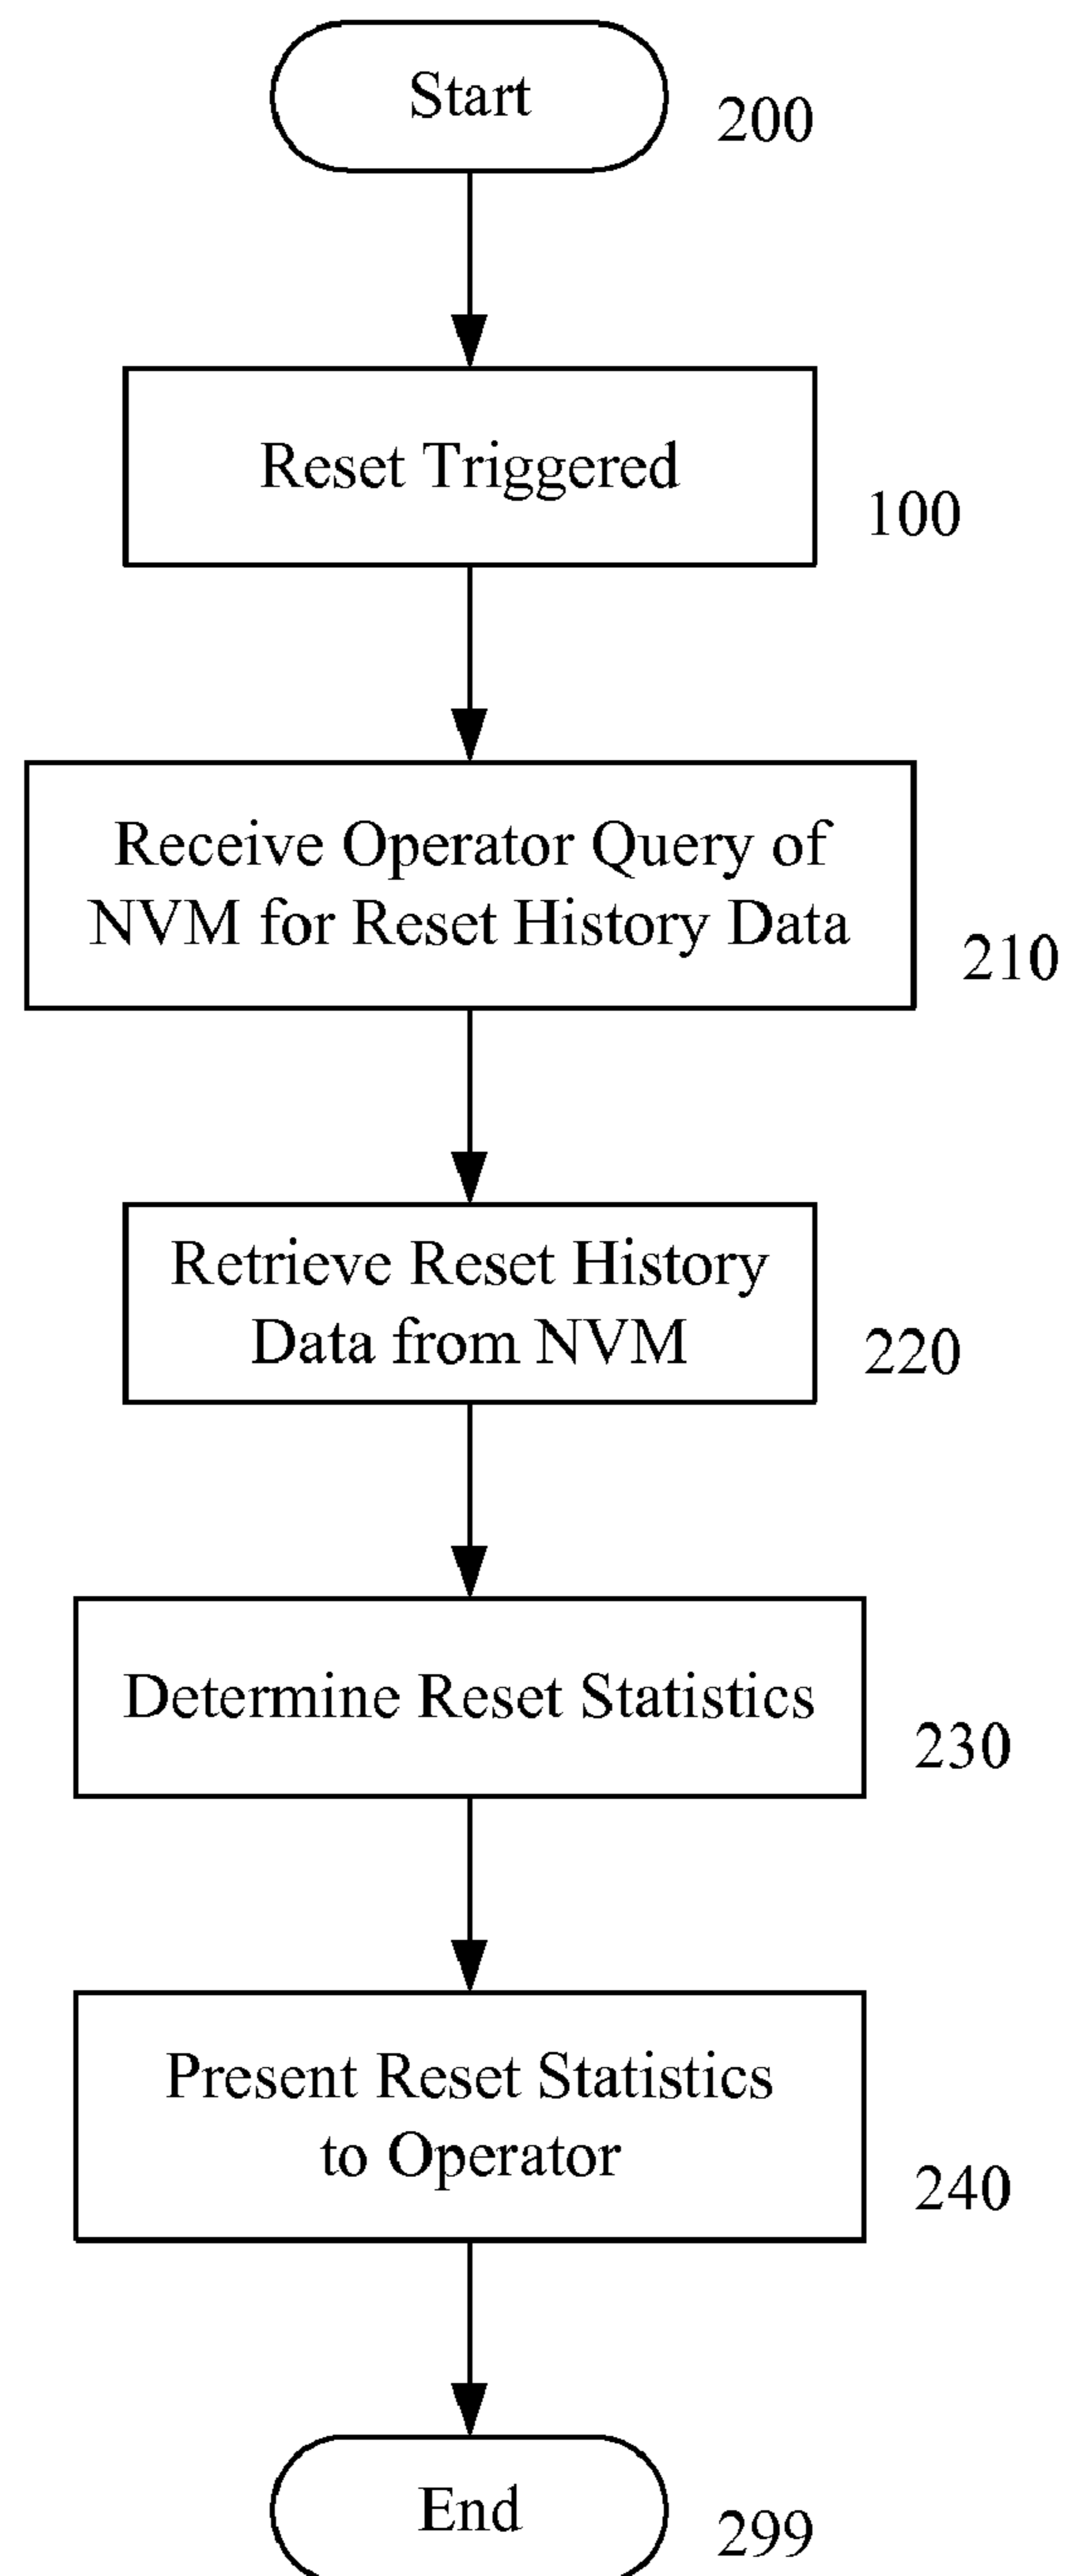 Start
200
Reset Triggered
100
Receive Operator Query of
NVM for Reset History Data
210
Retrieve Reset History
Data from NVM
220
Determine Reset Statistics
230
Present Reset Statistics
to Operator
240
End
299